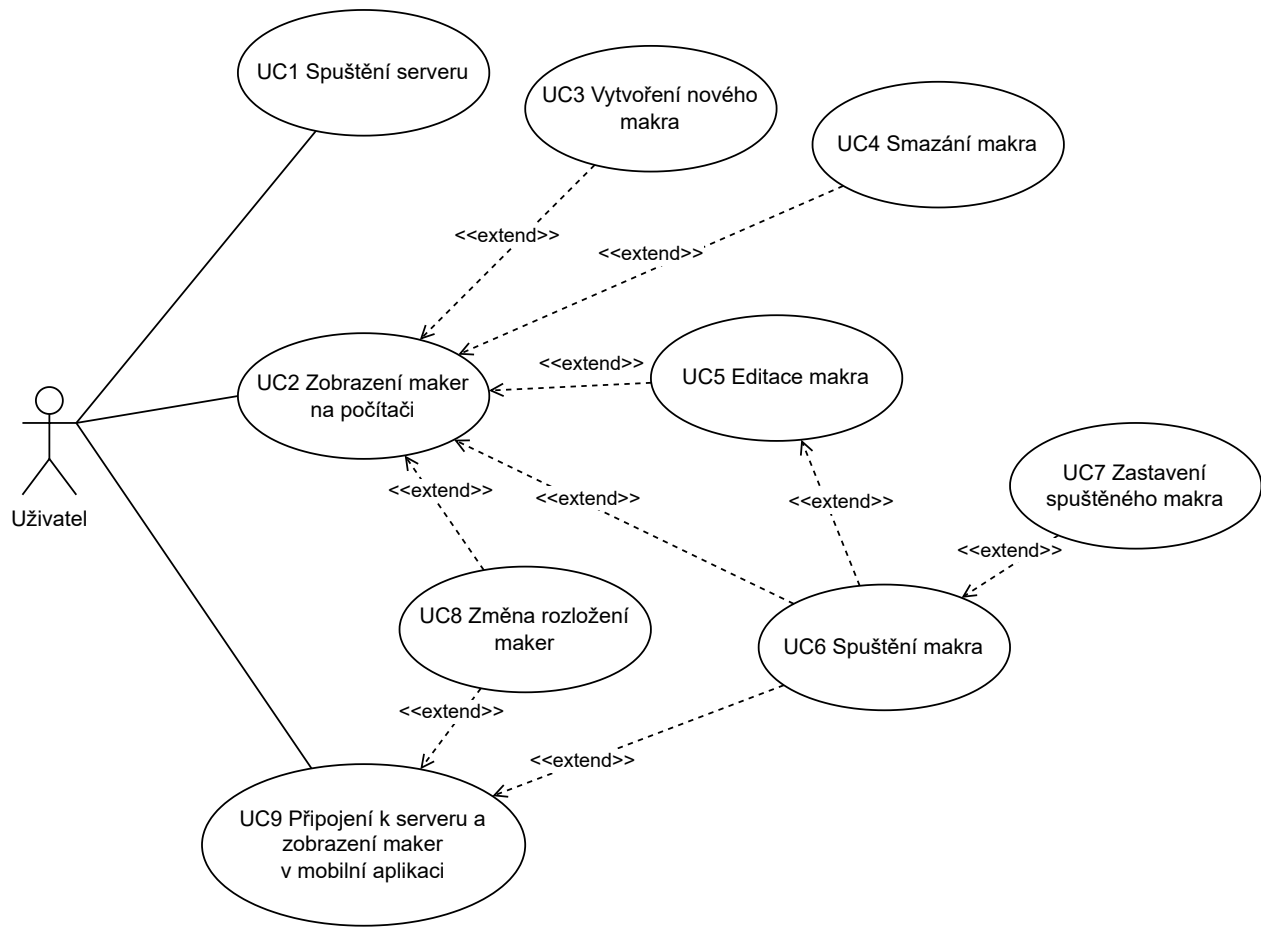 UC1 Spuštění serveru
UC3 Vytvoření nového
makra
UC4 Smazání makra
<<extend>>
<<extend>>
UC2 Zobrazení maker
na počítači
<<extend>>
UC5 Editace makra
Uživatel
<<extend>>
<<extend>>
<<extend>>
UC7 Zastavení
spuštěného makra
<<extend>>
UC8 Změna rozložení
maker
UC6 Spuštění makra
<<extend>>
<<extend>>
UC9 Připojení k serveru a
zobrazení maker
v mobilní aplikaci